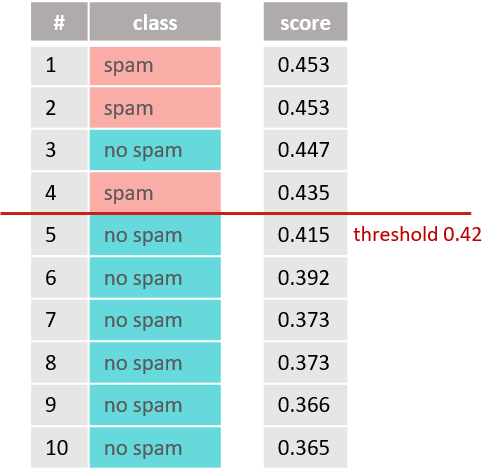 # class score
1 spam 0.453
2 spam 0.453
3 no spam 0.447
4 spam 0.435
5 no spam 0.415 threshold 0.42
6 no spam 0.392
7 no spam 0.373
8 no spam 0.373
9 no spam 0.366
10 no spam 0.365